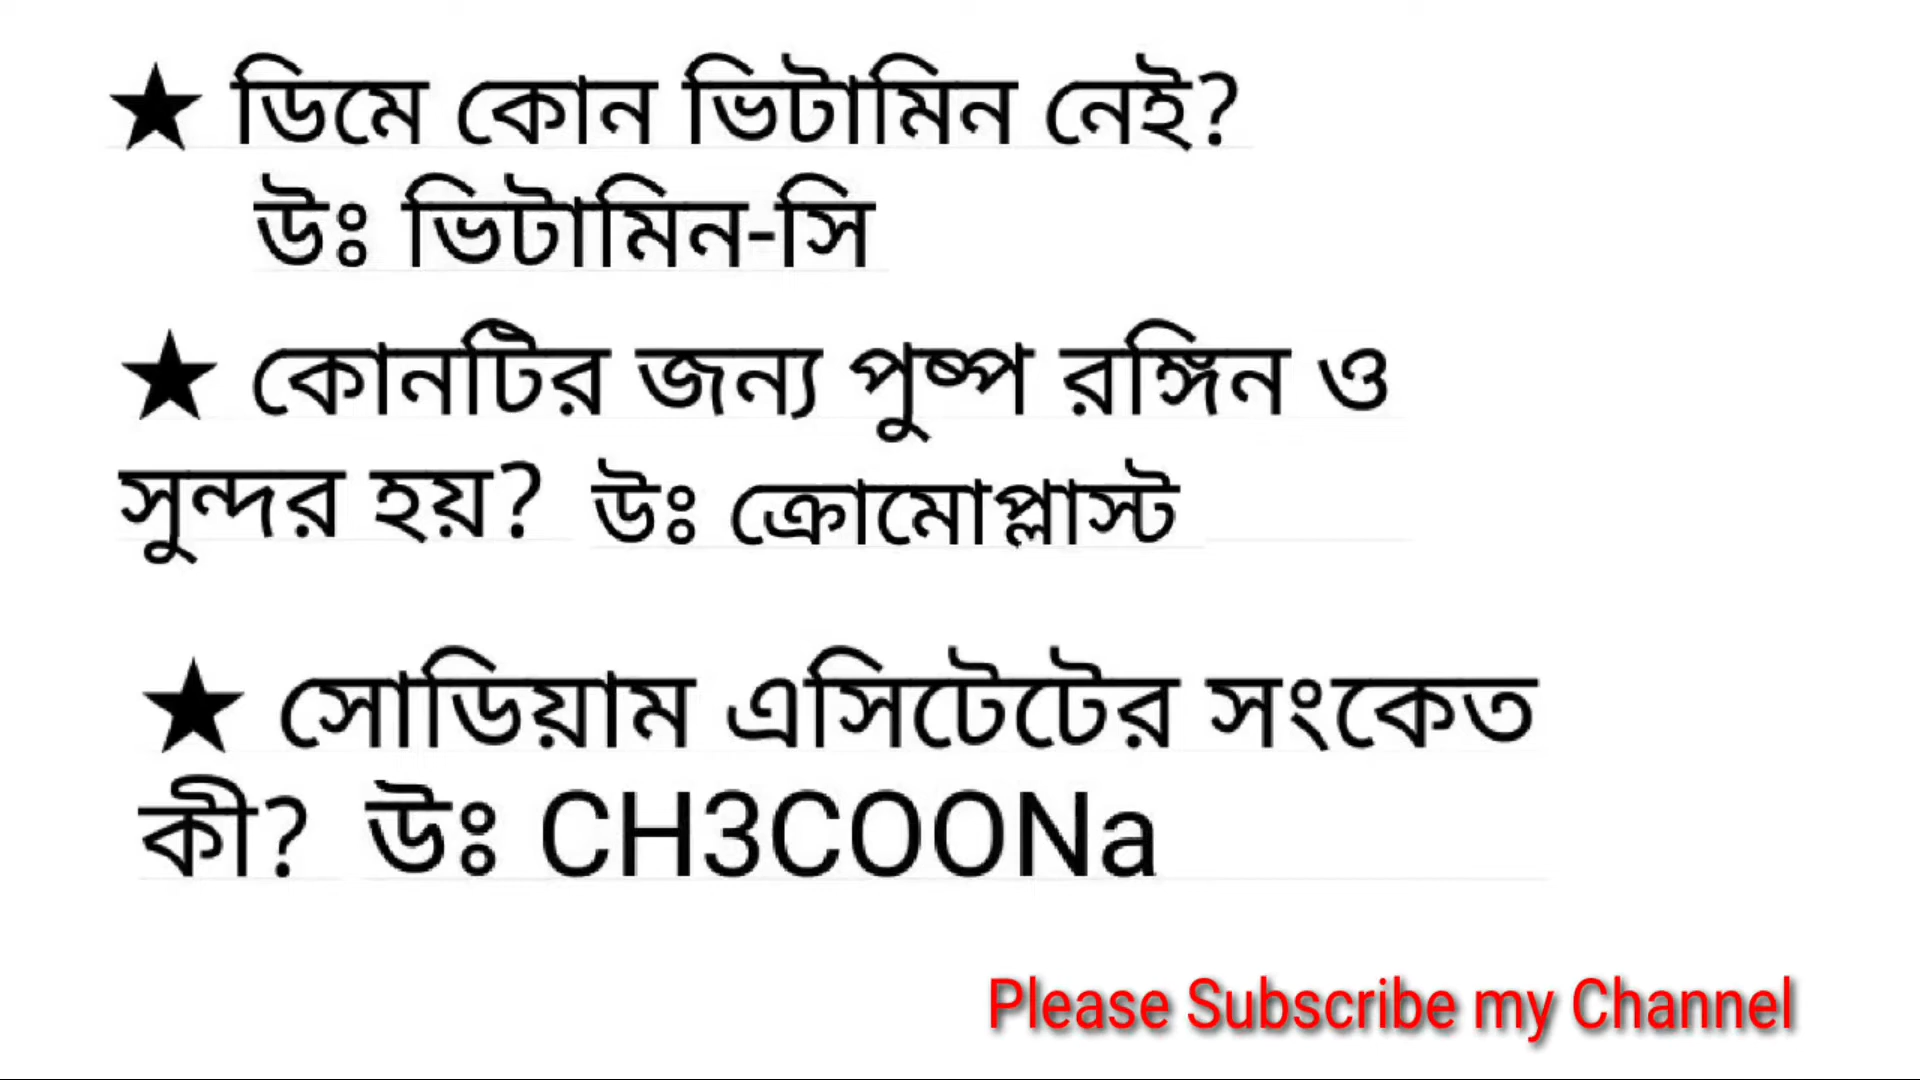 ★ ডিমে কোন ভিটামিন নেই?
উঃ ভিটামিন-সি
★ কোনটির জন্য পুষ্প রঙ্গিন ও
সুন্দর হয়? উঃ ক্রোমোপ্লাস্ট
★ সোডিয়াম এসিটেটের সংকেত
কী? উঃ CH3COONa
Please Subscribe my Channel